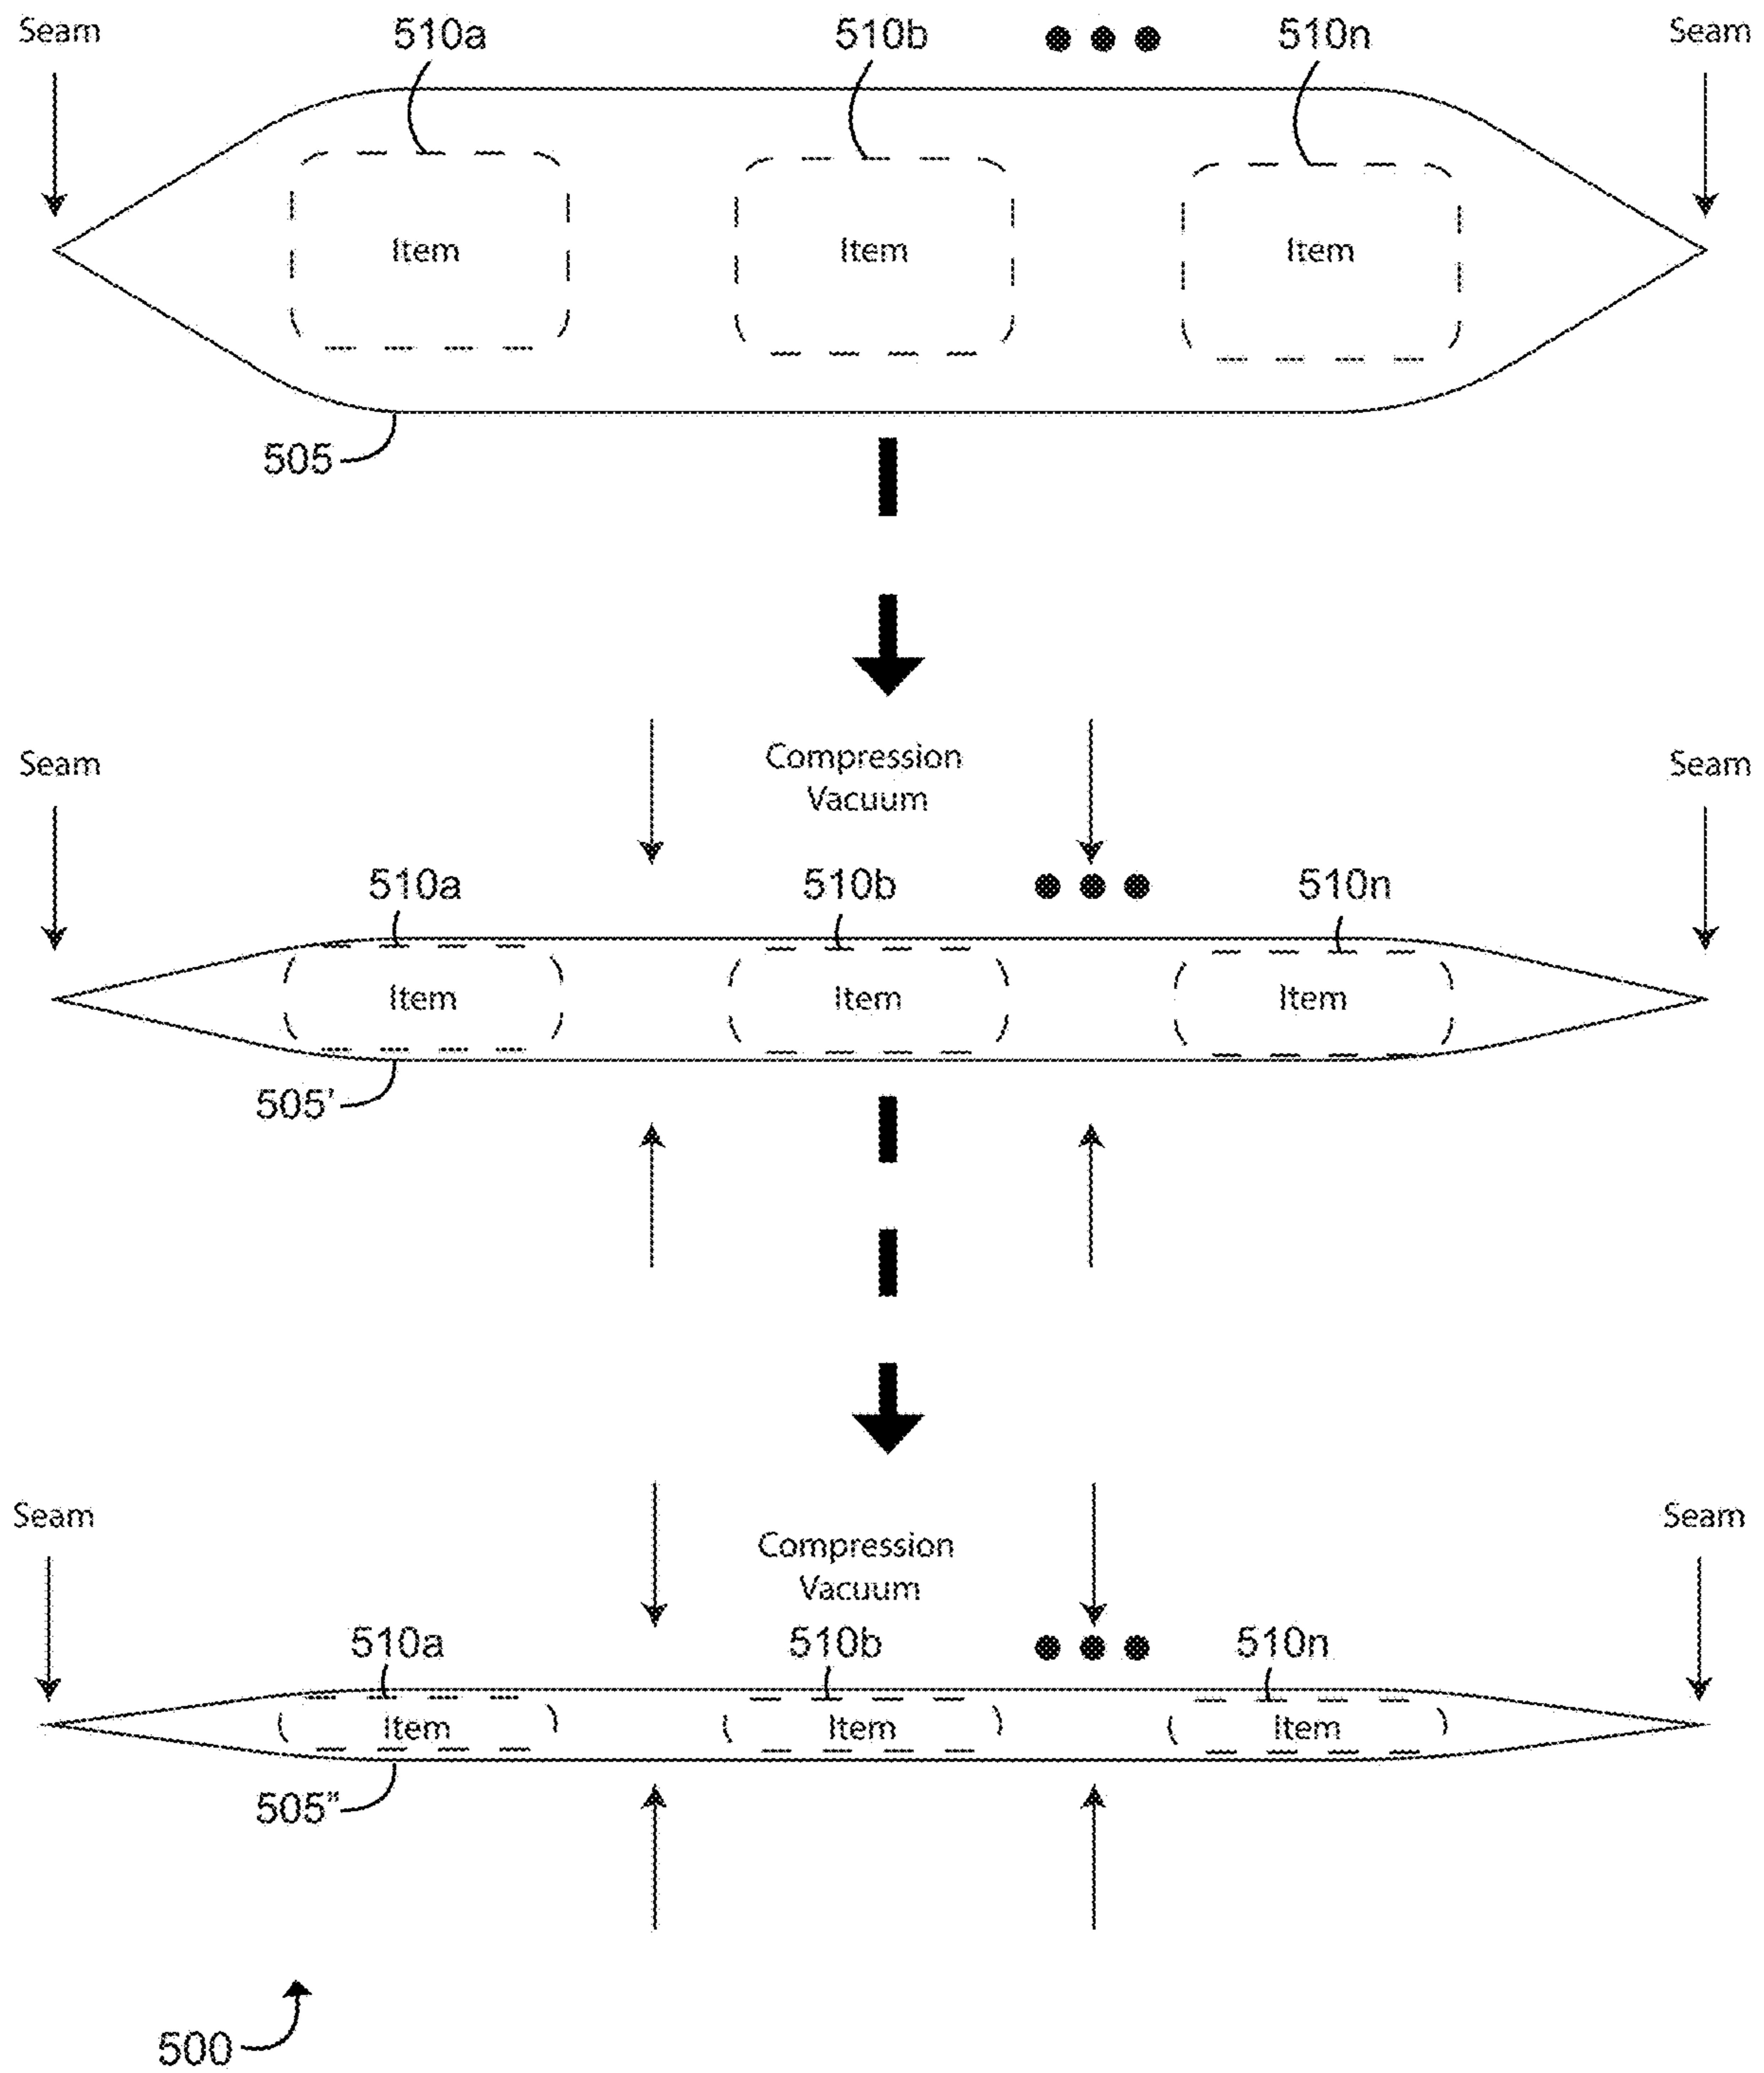 Seam 510a 510b 510n Seam
Item Item Item
505
Compression
Vacuum
Seam Seam
510a 510b 510n
Item Item Item
505'
Seam Seam
Compression
Vacuum
510a 510b 510n
Item Item Item
505"
500